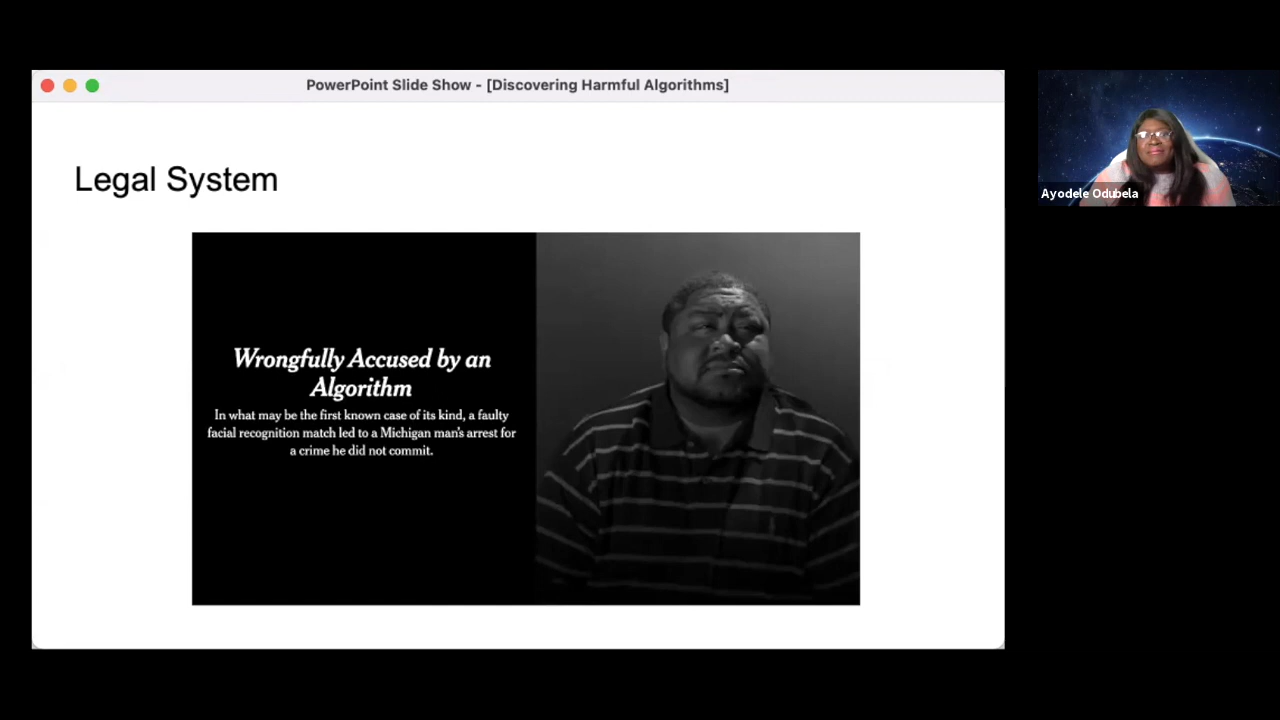 PowerPoint Slide Show - [Discovering Harmful Algorithms]
Legal System
Wrongfully Accused by an
Algorithm
In what may be the first known case of its kind, a faulty
facial recognition match led to a Michigan man's arrest for
a crime he did not commit.
Ayodele Odubela